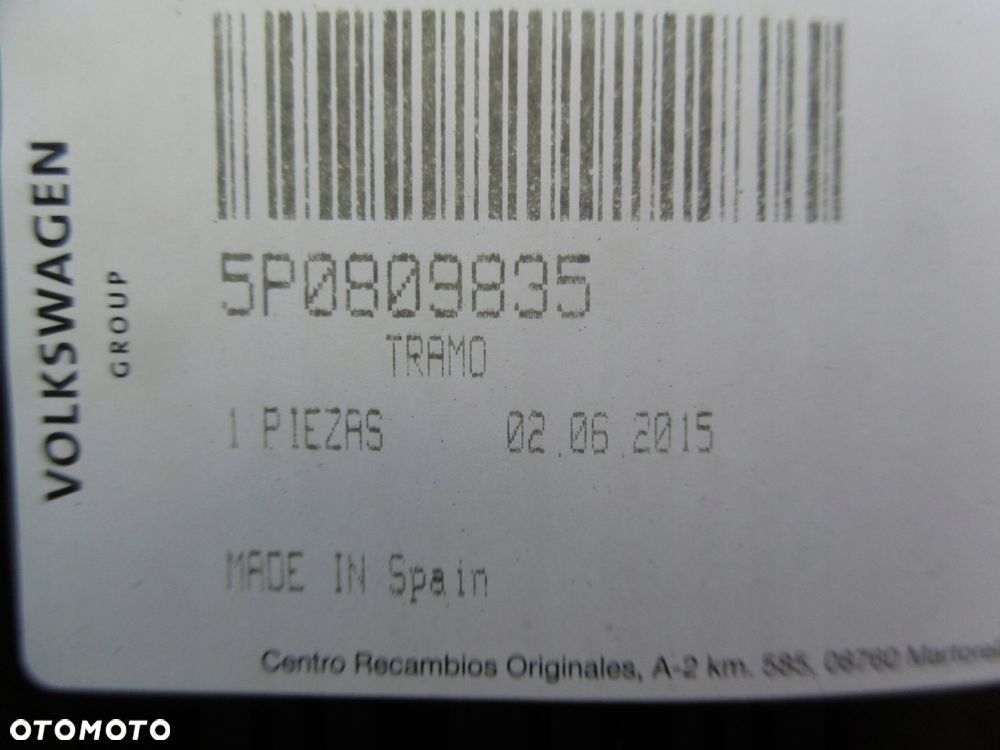 VOLKSWAGEN
GROUP
5P0809835
TRAMO
1 PIEZAS 02.06.2015
MADE IN Spain
Centro Recambios Originales, A-2 km. 585, 08760
OTOMOTO